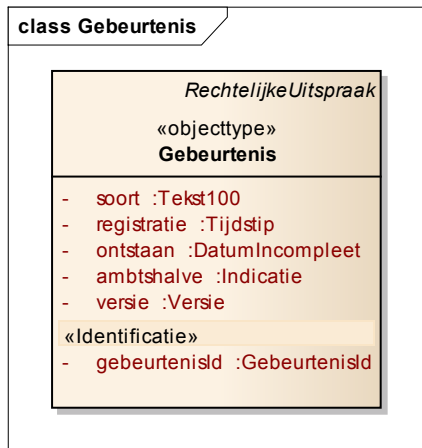 class Gebeurtenis
RechtelijkeUitspraak
«objecttype»
Gebeurtenis
- soort :Tekst100
- registratie :Tijdstip
- ontstaan :DatumIncompleet
- ambtshalve :Indicatie
- versie :Versie
«Identificatie»
- gebeurtenisId :GebeurtenisId